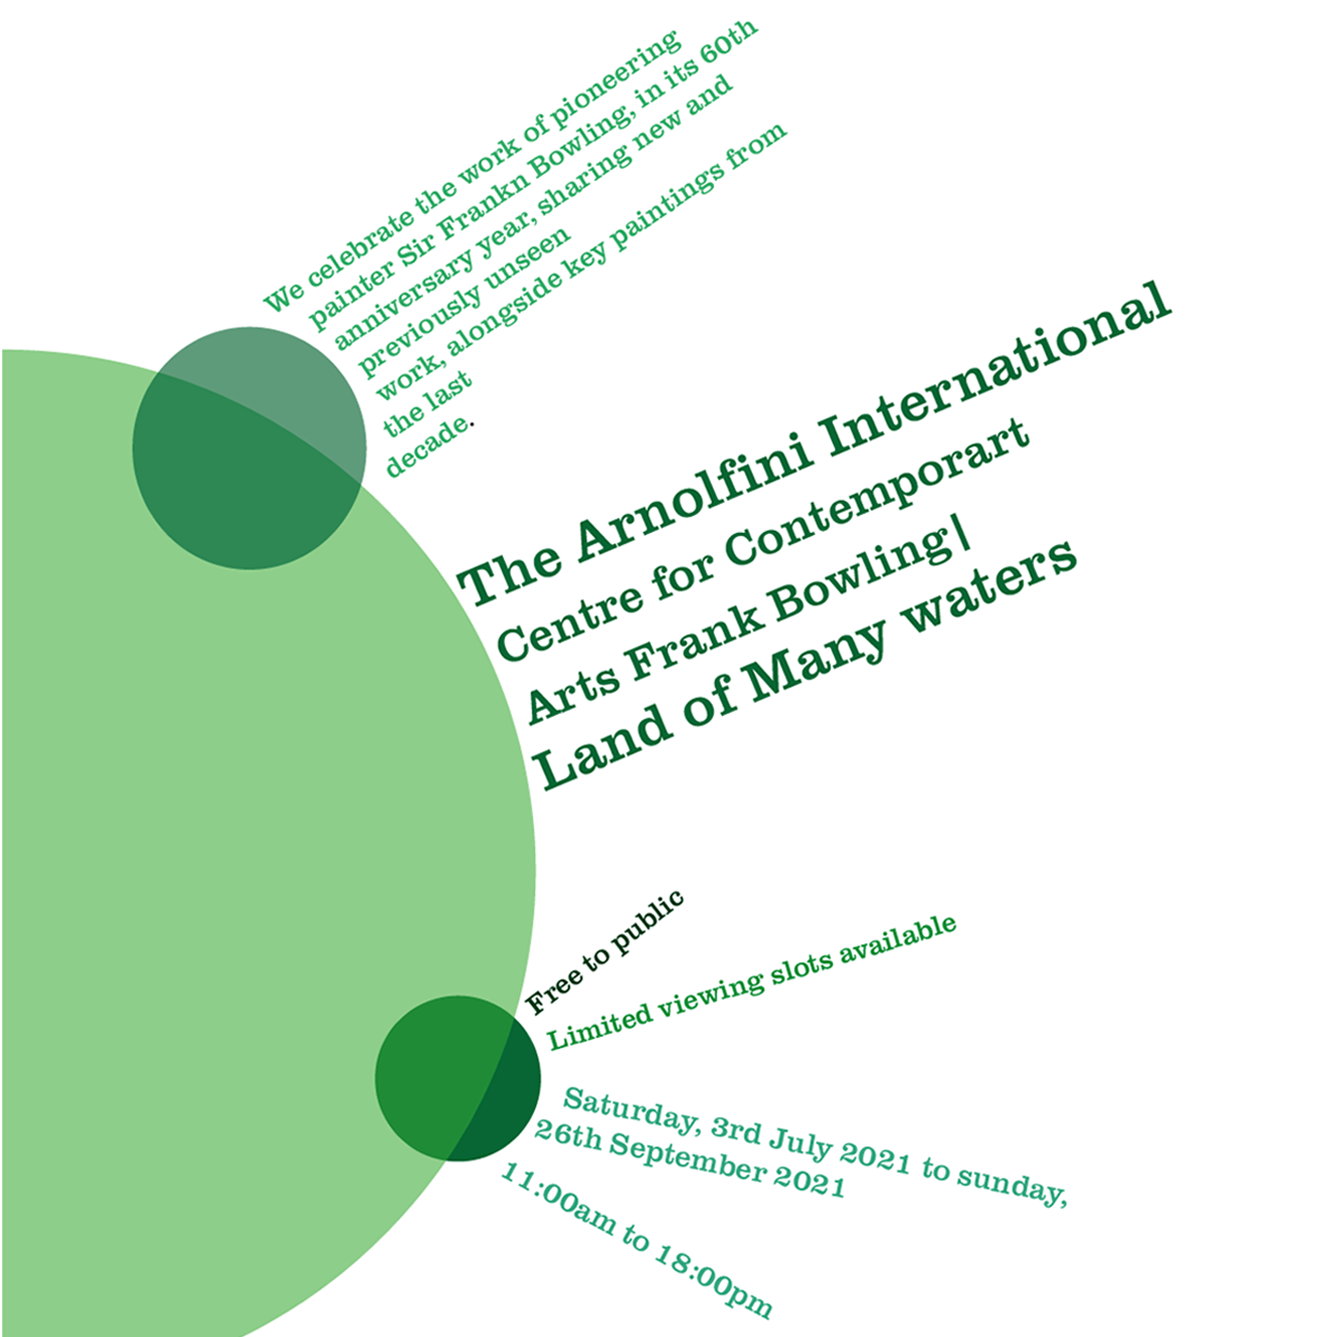 We celebrate the work of pioneering
painter Sir Frankn Bowling, in its 60th
anniversary year, sharing new and
previously unseen
work, alongside key paintings from
the last
decade.
The Arnolfini International
Centre for Contemporart
Arts Frank Bowling|
Land of Many waters
Free to public
Limited viewing slots available
Saturday, 3rd July 2021 to sunday,
26th September 2021
11:00am to 18:00pm